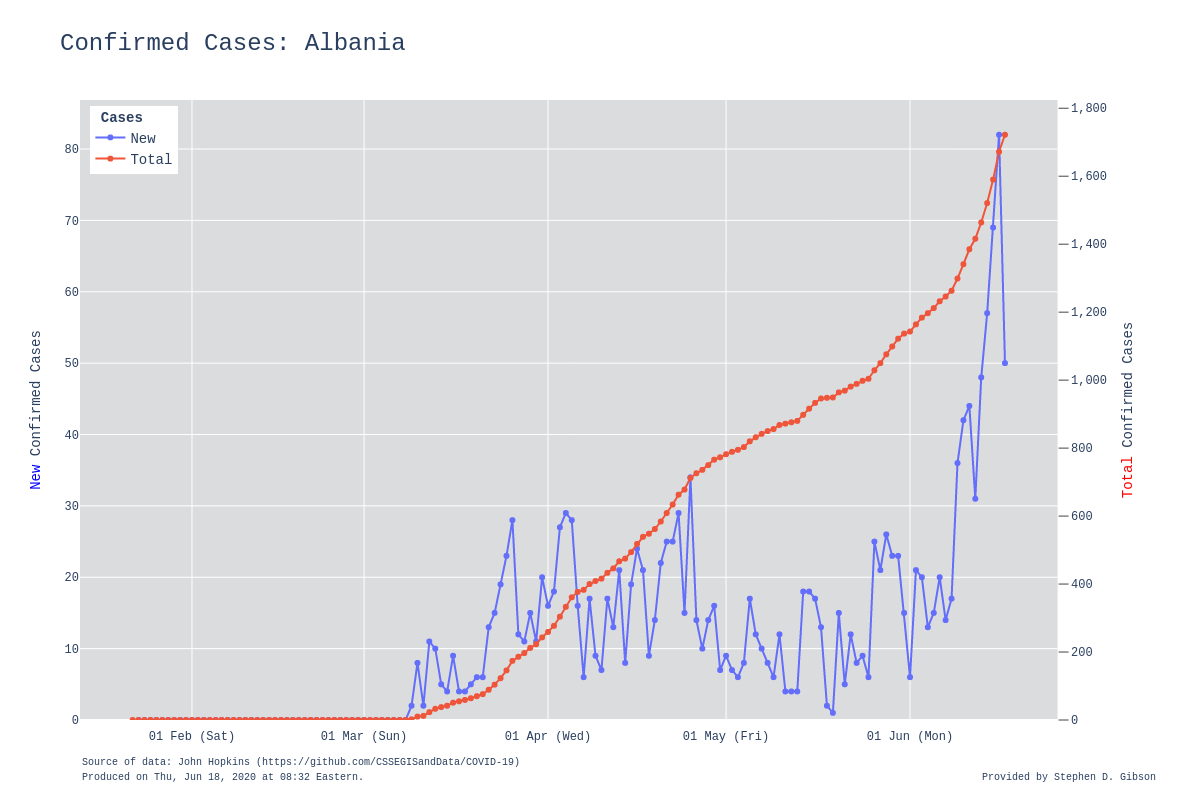 Confirmed Cases: Albania
Cases
New
Total
80
70
60
50
40
30
20
10
0
New Confirmed Cases
1,800
1,600
1,400
1,200
1,000
800
600
400
200
0
Total Confirmed Cases
01 Feb (Sat)
01 Mar (Sun)
01 Apr (Wed)
01 May (Fri)
01 Jun (Mon)
Source of data: John Hopkins (https://github.com/CSSEGISandData/COVID-19)
Produced on Thu, Jun 18, 2020 at 08:32 Eastern.
Provided by Stephen D. Gibson